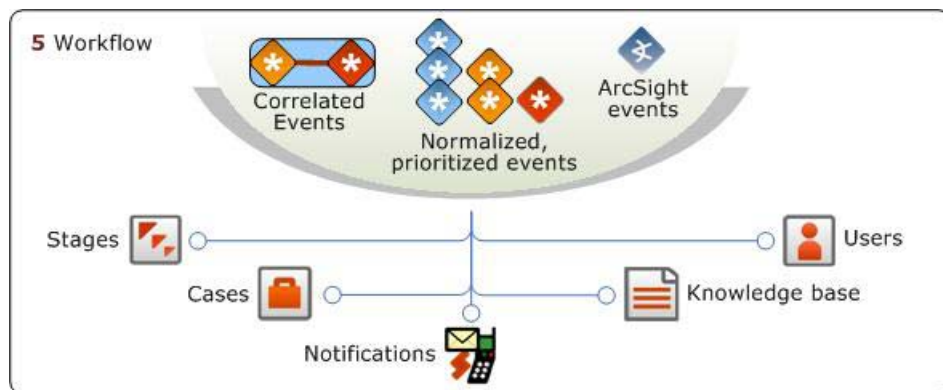 5 Workflow
Correlated
Events
Normalized,
prioritized events
ArcSight
events
Stages
Users
Cases
Knowledge base
Notifications